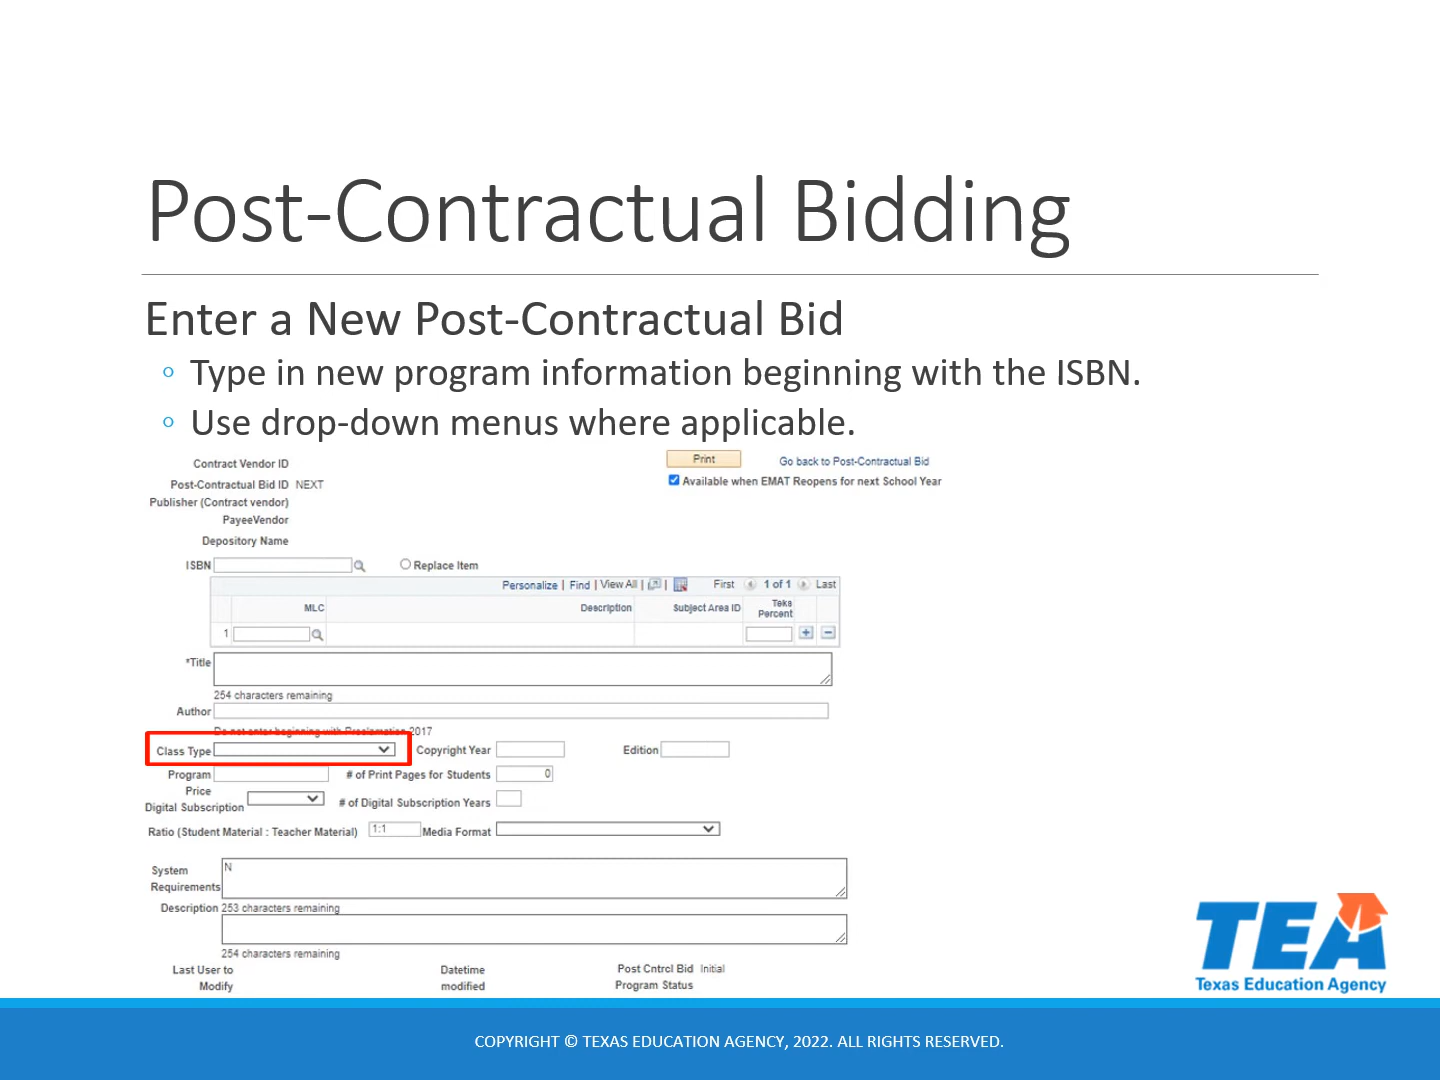 Post-Contractual Bidding
Enter a New Post-Contractual Bid
Type in new program information beginning with the ISBN.
Use drop-down menus where applicable.
Contract Vendor ID
Print
Go back to Post-Contractual Bid
Post-Contractual Bid ID NEXT
Available when EMAT Reopens for next School Year
Publisher (Contract vendor)
PayeeVendor
Depository Name
ISBN
Replace Item
Personalize | Find | View All | | First 1 of 1 Last
MLC Description Subject Area ID Teks
Percent
1
*Title
254 characters remaining
Author
Do not enter beginning with Proclamation 2017
Class Type Copyright Year Edition
Program # of Print Pages for Students 0
Price
Digital Subscription # of Digital Subscription Years
Ratio (Student Material : Teacher Material) 1:1 Media Format
System
Requirements
N
Description 253 characters remaining
254 characters remaining
Last User to
Modify
Datetime
modified
Post Cntrcl Bid Initial
Program Status
TEA
Texas Education Agency
COPYRIGHT © TEXAS EDUCATION AGENCY, 2022. ALL RIGHTS RESERVED.